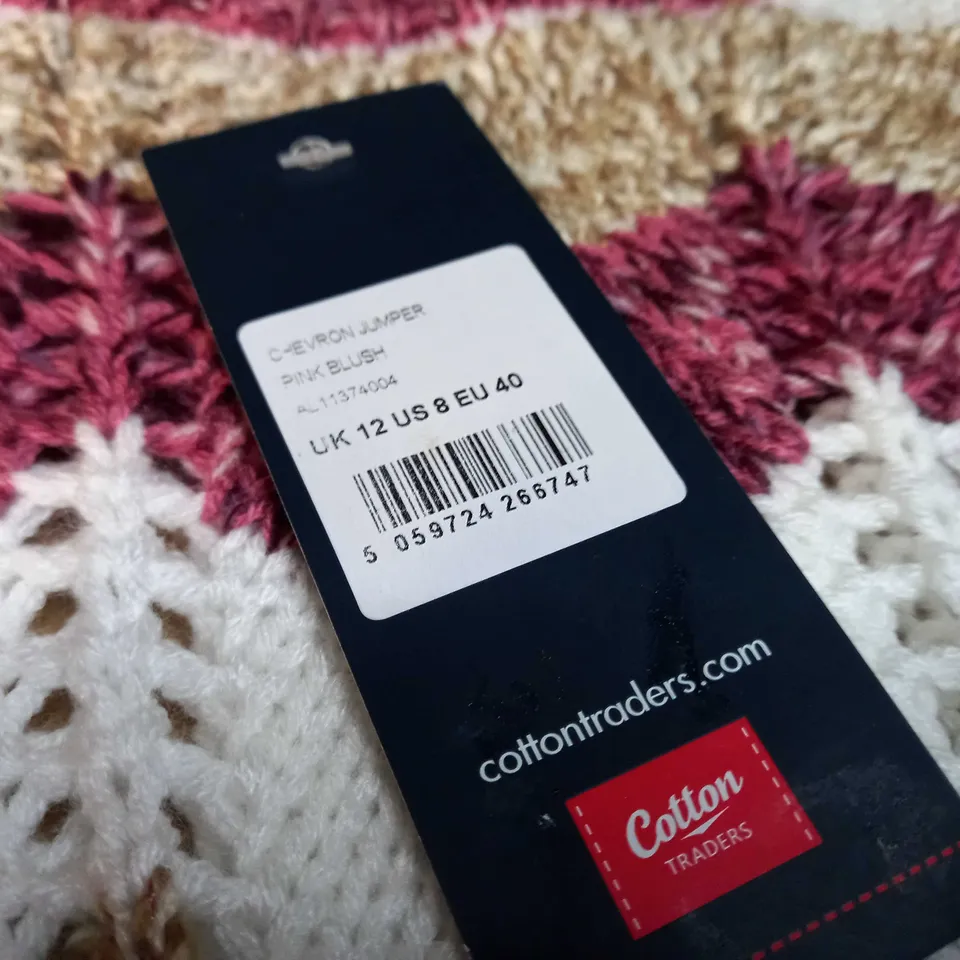 CHEVRON JUMPER
PINK BLUSH
AL11374004
UK 12 US 8 EU 40
5 059724 266747
cottontraders.com
Cotton
TRADERS